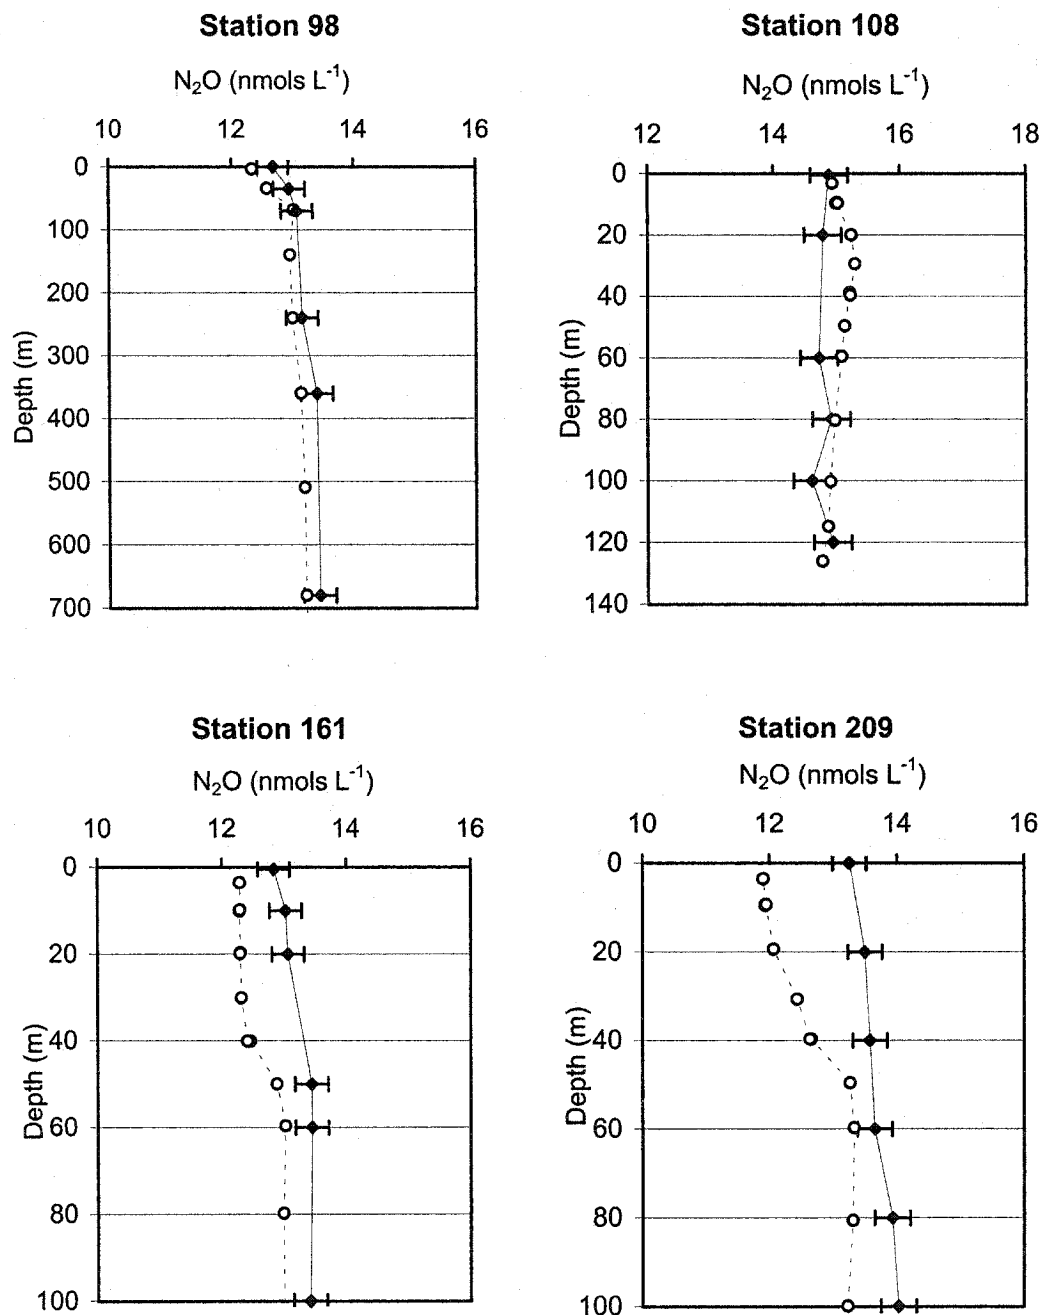 Station 98
N₂O (nmols L⁻¹)
10 12 14 16
0
100
200
300
400
500
600
700
Depth (m)
Station 108
N₂O (nmols L⁻¹)
12 14 16 18
0
20
40
60
80
100
120
140
Depth (m)
Station 161
N₂O (nmols L⁻¹)
10 12 14 16
0
20
40
60
80
100
Depth (m)
Station 209
N₂O (nmols L⁻¹)
10 12 14 16
0
20
40
60
80
100
Depth (m)